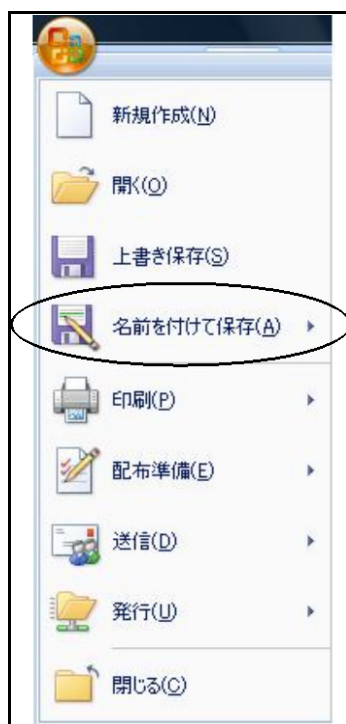 新規作成(N)
開く(O)
上書き保存(S)
名前を付けて保存(A)
印刷(P)
配布準備(E)
送信(D)
発行(U)
閉じる(C)